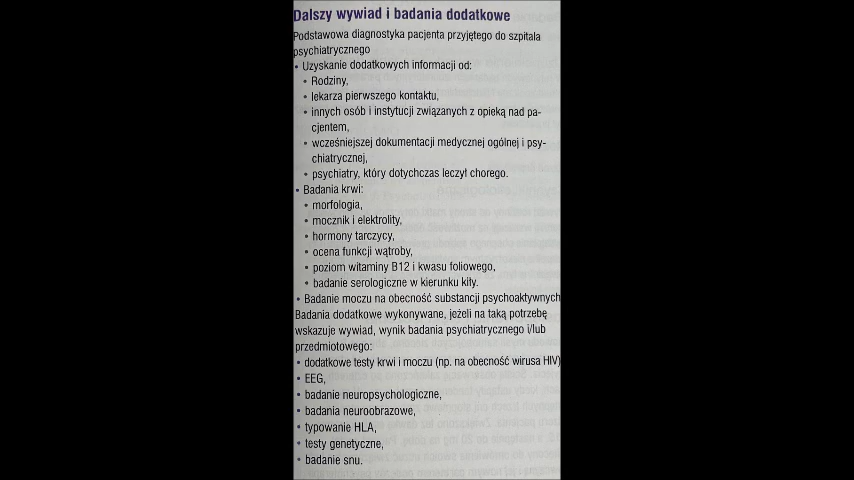 Dalszy wywiad i badania dodatkowe
Podstawowa diagnostyka pacjenta przyjętego do szpitala
psychiatrycznego
• Uzyskanie dodatkowych informacji od:
• Rodziny,
• lekarza pierwszego kontaktu,
• innych osób i instytucji związanych z opieką nad pa-
cjentem,
• wcześniejszej dokumentacji medycznej ogólnej i psy-
chiatrycznej,
• psychiatry, który dotychczas leczył chorego.
• Badania krwi:
• morfologia,
• mocznik i elektrolity,
• hormony tarczycy,
• ocena funkcji wątroby,
• poziom witaminy B12 i kwasu foliowego,
• badanie serologiczne w kierunku kiły.
• Badanie moczu na obecność substancji psychoaktywnych
Badania dodatkowe wykonywane, jeżeli na taką potrzebę
wskazuje wywiad, wynik badania psychiatrycznego i/lub
przedmiotowego:
• dodatkowe testy krwi i moczu (np. na obecność wirusa HIV)
• EEG,
• badanie neuropsychologiczne,
• badania neuroobrazowe,
• typowanie HLA,
• testy genetyczne,
• badanie snu.